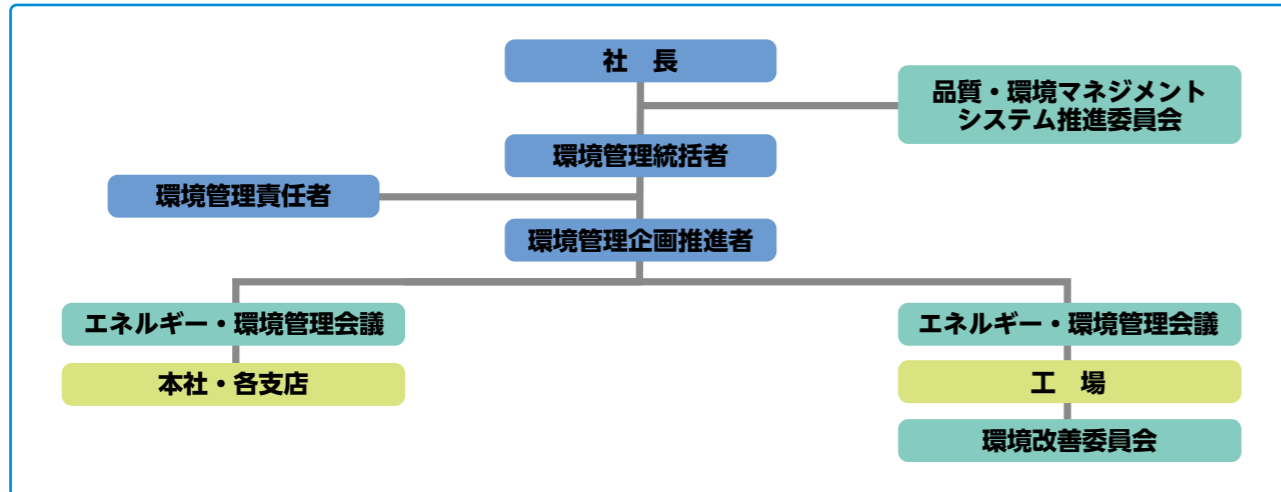 社　長
品質・環境マネジメント
システム推進委員会
環境管理統括者
環境管理責任者
環境管理企画推進者
エネルギー・環境管理会議
エネルギー・環境管理会議
本社・各支店
工　場
環境改善委員会